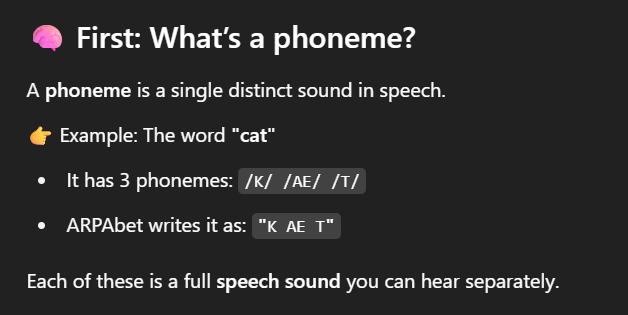 🧠 First: What's a phoneme?
A phoneme is a single distinct sound in speech.
👉 Example: The word "cat"
• It has 3 phonemes: /K/ /AE/ /T/
• ARPAbet writes it as: "K AE T"
Each of these is a full speech sound you can hear separately.